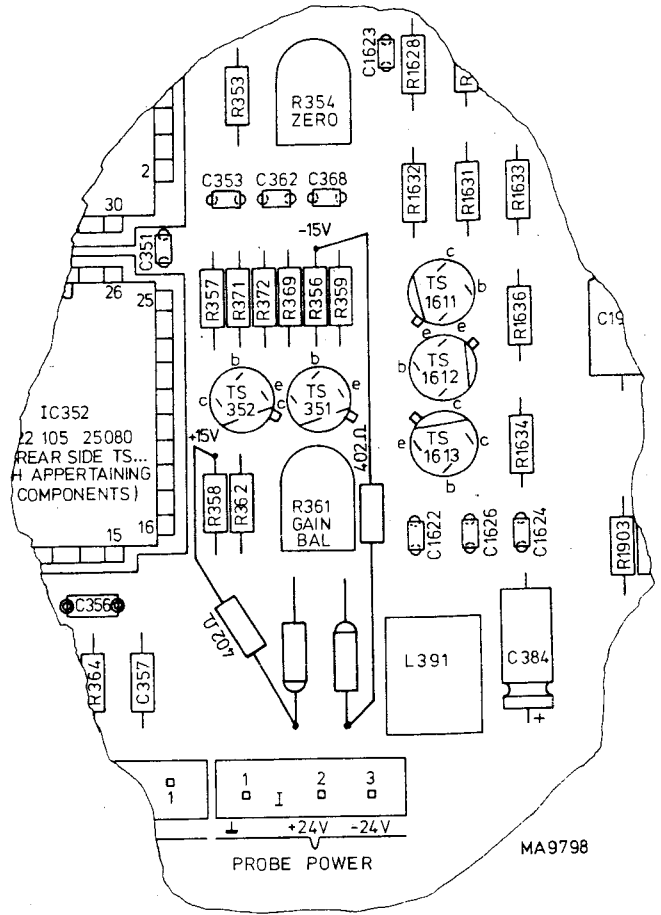 C1623
R1628
R353
R354
ZERO
R
2
C353
C362
C368
R1632
R1631
R1633
30
C351
-15V
26
25
R357
R371
R372
R369
R356
R359
c
TS
1611
b
e
e
R1636
C19
b
TS
1612
c
b
b
c
TS
352
e
c
TS
351
e
IC352
22 105 25080
REAR SIDE TS...
H APPERTAINING
COMPONENTS)
+15V
402Ω
e
TS
1613
c
b
R1634
15
16
R358
R362
R361
GAIN
BAL
C1622
C1626
C1624
R1903
C356
402Ω
R364
C357
L391
C384
+
1
1
I
2
3
+24V
-24V
PROBE POWER
MA9798